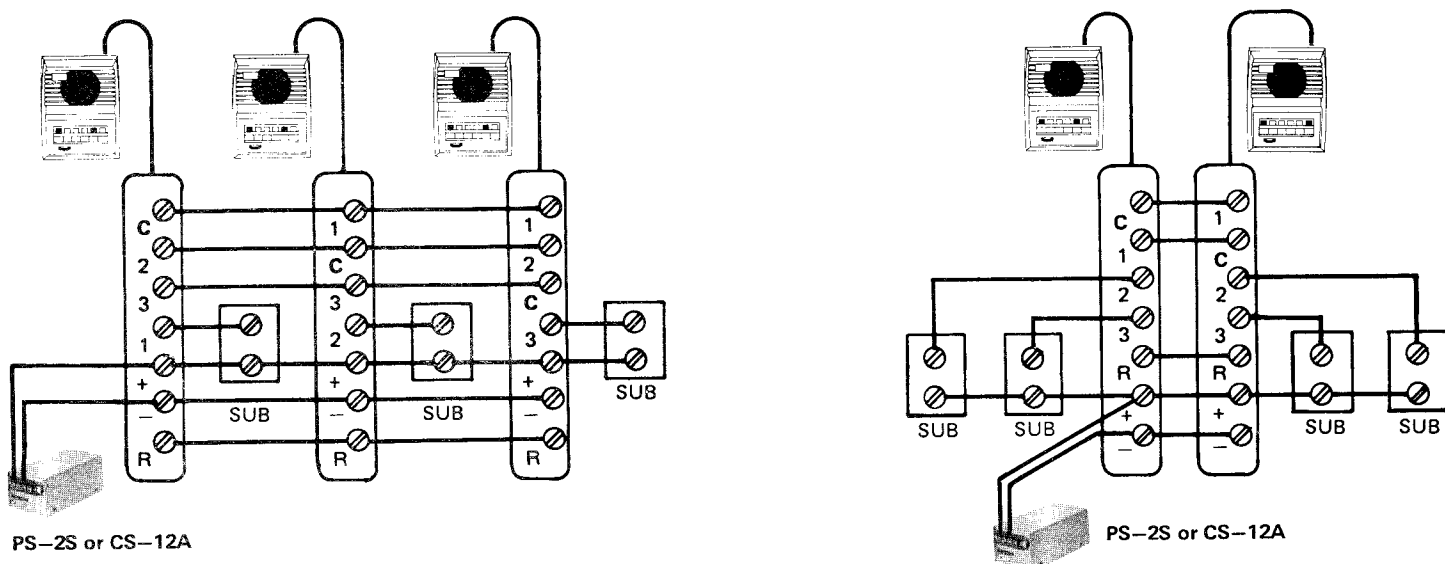 C 1 1
2 C 2
3 3 C
1 2 3
+ + +
SUB SUB SUB
— — —
R R R
PS—2S or CS—12A
C 1
1 C
2 2
3 3
R R
SUB SUB + + SUB SUB
— —
PS—2S or CS—12A